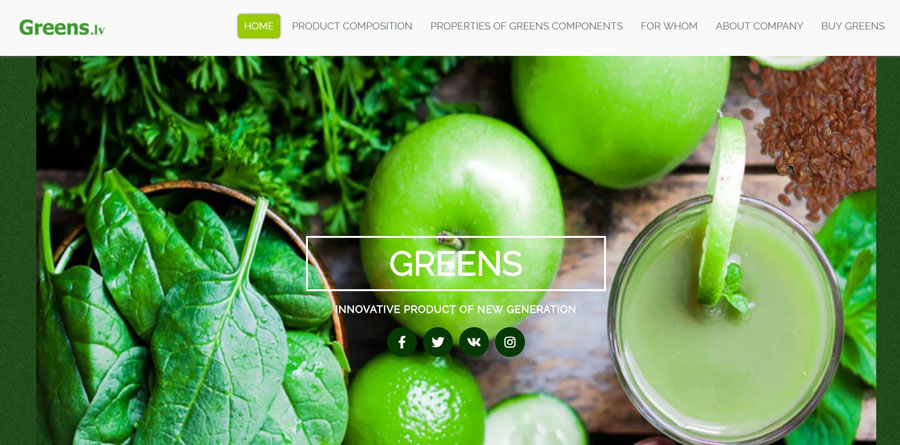 Greens.lv
HOME PRODUCT COMPOSITION PROPERTIES OF GREENS COMPONENTS FOR WHOM ABOUT COMPANY BUY GREENS
GREENS
INNOVATIVE PRODUCT OF NEW GENERATION